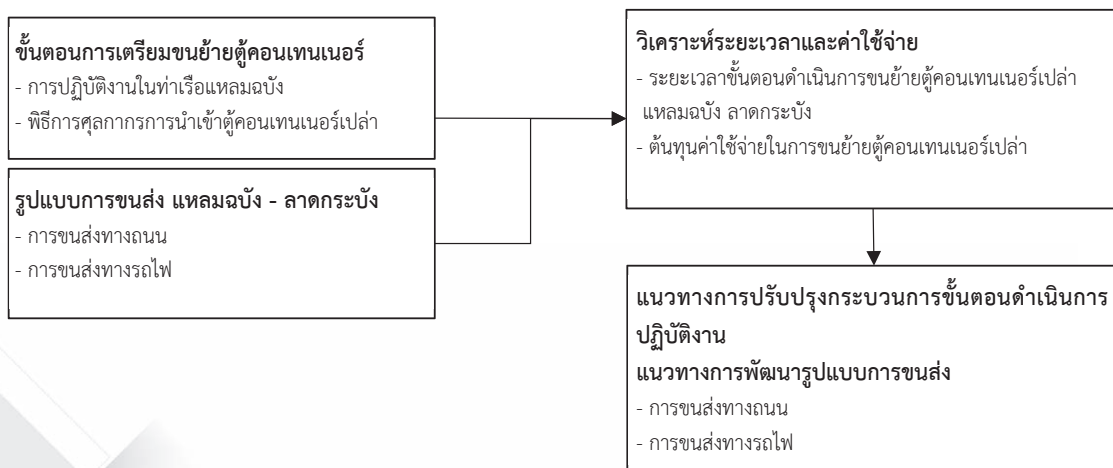 ขั้นตอนการเตรียมขนย้ายตู้คอนเทนเนอร์
- การปฏิบัติงานในท่าเรือแหลมฉบัง
- พิธีการศุลกากรการนำเข้าตู้คอนเทนเนอร์เปล่า
รูปแบบการขนส่ง แหลมฉบัง - ลาดกระบัง
- การขนส่งทางถนน
- การขนส่งทางรถไฟ
วิเคราะห์ระยะเวลาและค่าใช้จ่าย
- ระยะเวลาขั้นตอนดำเนินการขนย้ายตู้คอนเทนเนอร์เปล่า
แหลมฉบัง ลาดกระบัง
- ต้นทุนค่าใช้จ่ายในการขนย้ายตู้คอนเทนเนอร์เปล่า
แนวทางการปรับปรุงกระบวนการขั้นตอนดำเนินการ
ปฏิบัติงาน
แนวทางการพัฒนารูปแบบการขนส่ง
- การขนส่งทางถนน
- การขนส่งทางรถไฟ